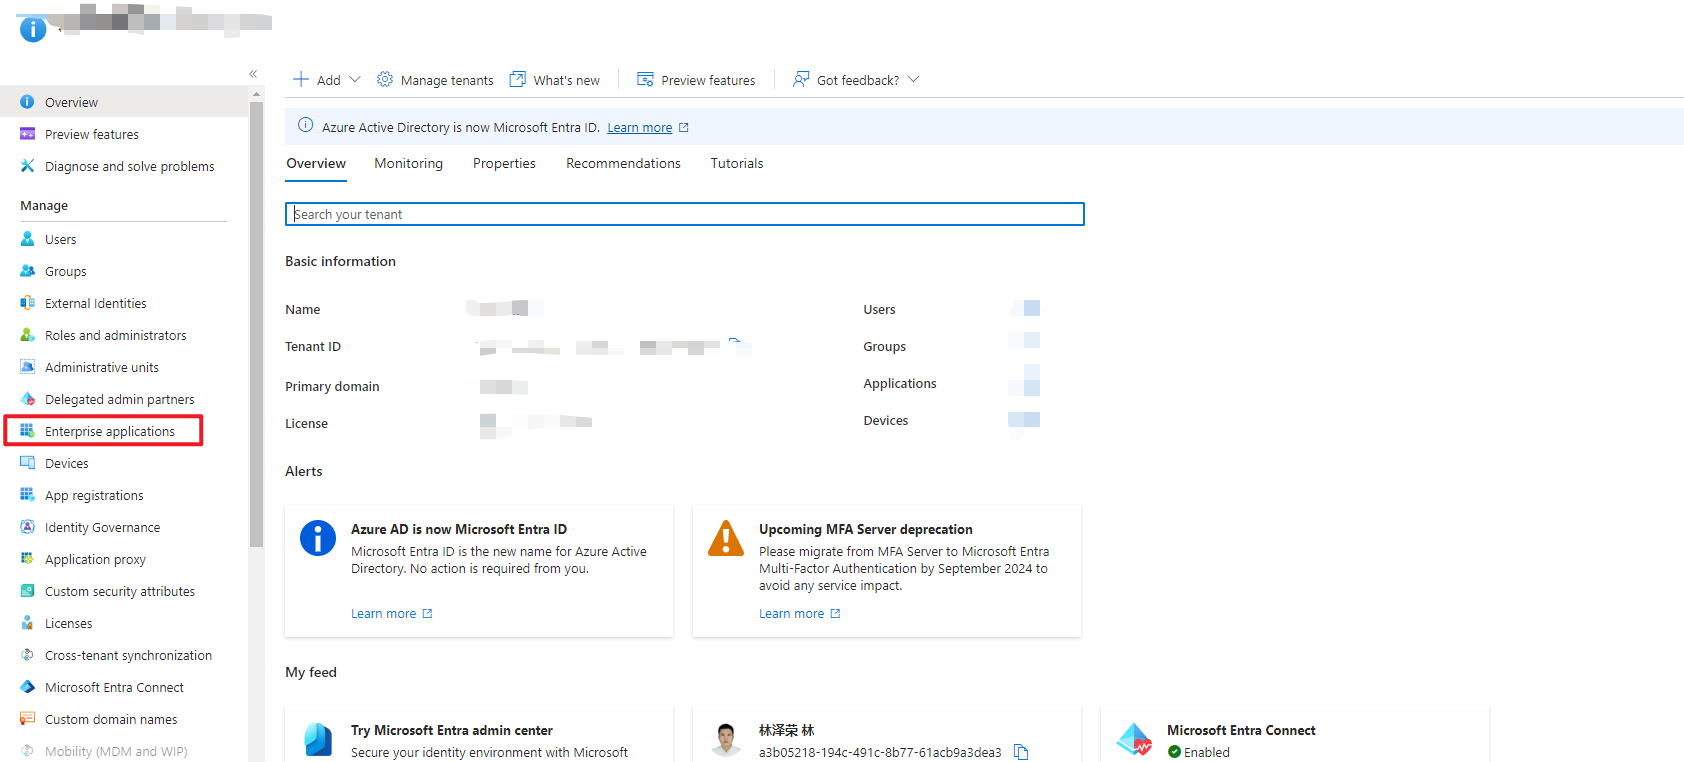 Overview
Preview features
Diagnose and solve problems
Manage
Users
Groups
External Identities
Roles and administrators
Administrative units
Delegated admin partners
Enterprise applications
Devices
App registrations
Identity Governance
Application proxy
Custom security attributes
Licenses
Cross-tenant synchronization
Microsoft Entra Connect
Custom domain names
Mobility (MDM and WIP)
Add Manage tenants What's new Preview features Got feedback?
Azure Active Directory is now Microsoft Entra ID. Learn more
Overview Monitoring Properties Recommendations Tutorials
Search your tenant
Basic information
Name Users
Tenant ID Groups
Primary domain Applications
License Devices
Alerts
Azure AD is now Microsoft Entra ID
Microsoft Entra ID is the new name for Azure Active
Directory. No action is required from you.
Learn more
Upcoming MFA Server deprecation
Please migrate from MFA Server to Microsoft Entra
Multi-Factor Authentication by September 2024 to
avoid any service impact.
Learn more
My feed
Try Microsoft Entra admin center
Secure your identity environment with Microsoft
林泽荣 林
a3b05218-194c-491c-8b77-61acb9a3dea3
Microsoft Entra Connect
Enabled